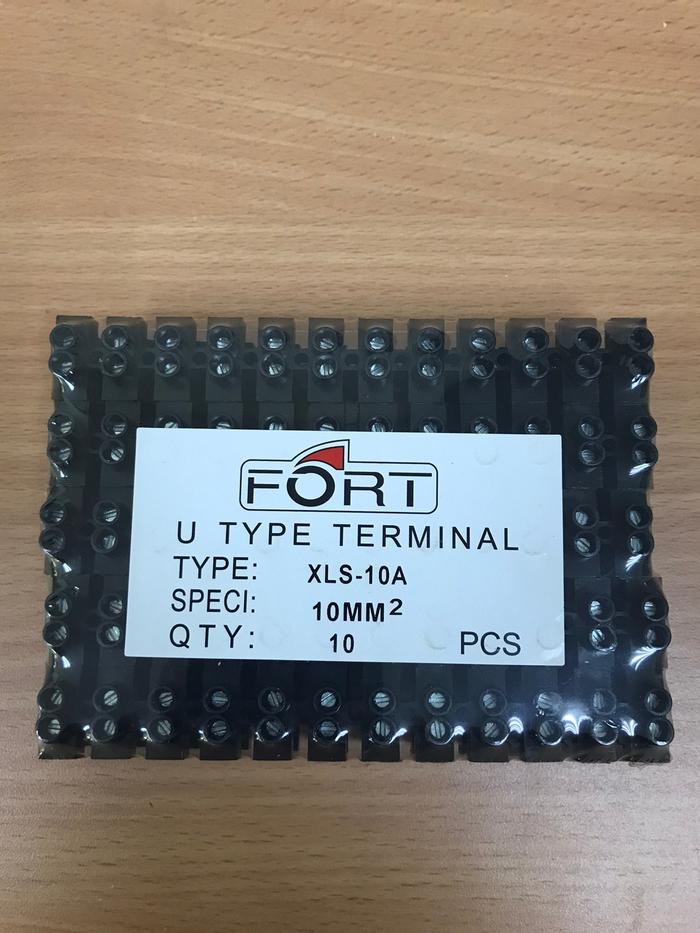 FORT
U TYPE TERMINAL
TYPE: XLS-10A
SPECI: 10MM²
QTY: 10 PCS